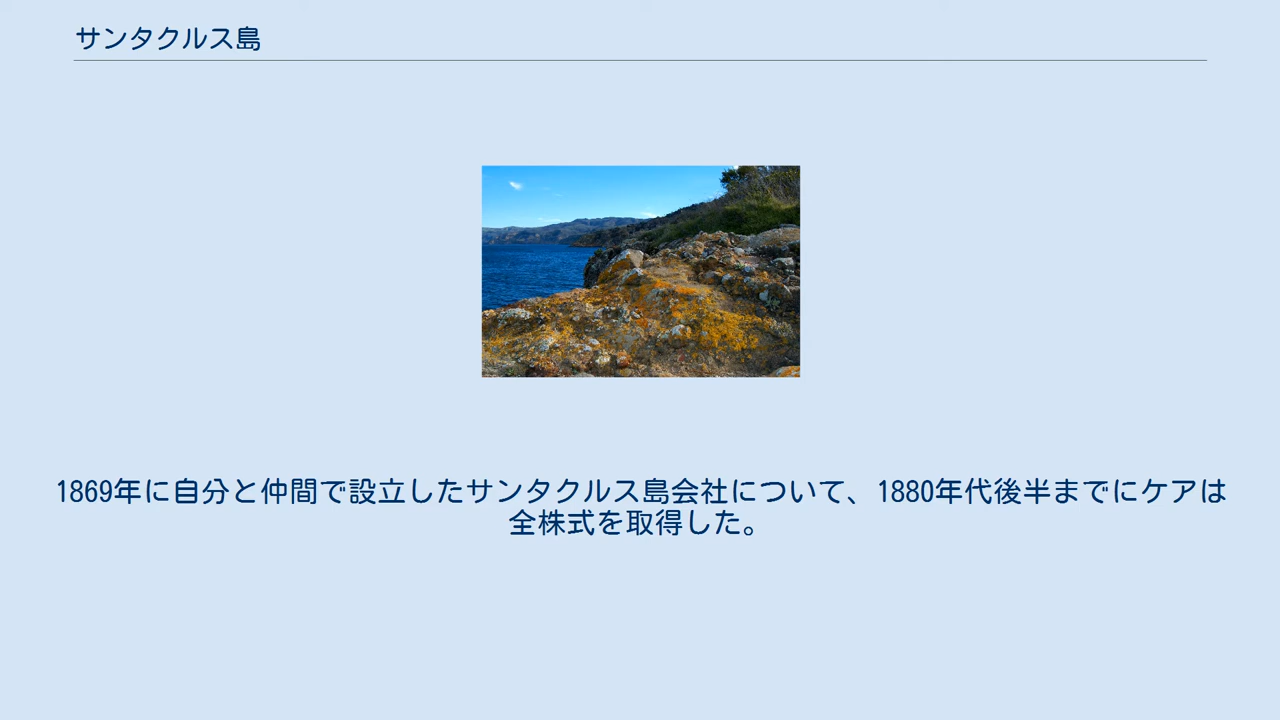 サンタクルス島
1869年に自分と仲間で設立したサンタクルス島会社について、1880年代後半までにケアは
全株式を取得した。